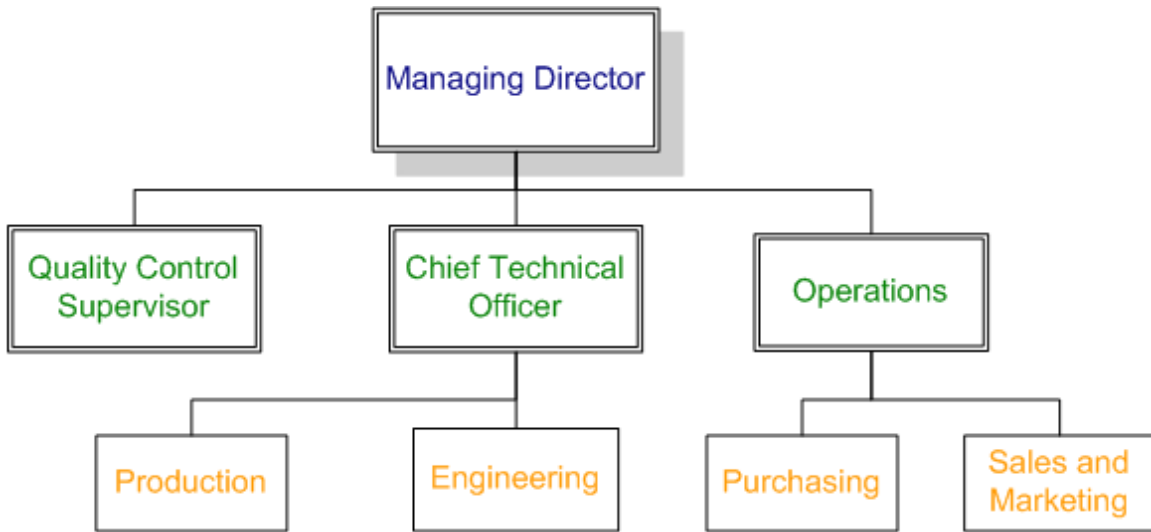 Managing Director
Quality Control
Supervisor
Chief Technical
Officer
Operations
Production
Engineering
Purchasing
Sales and
Marketing